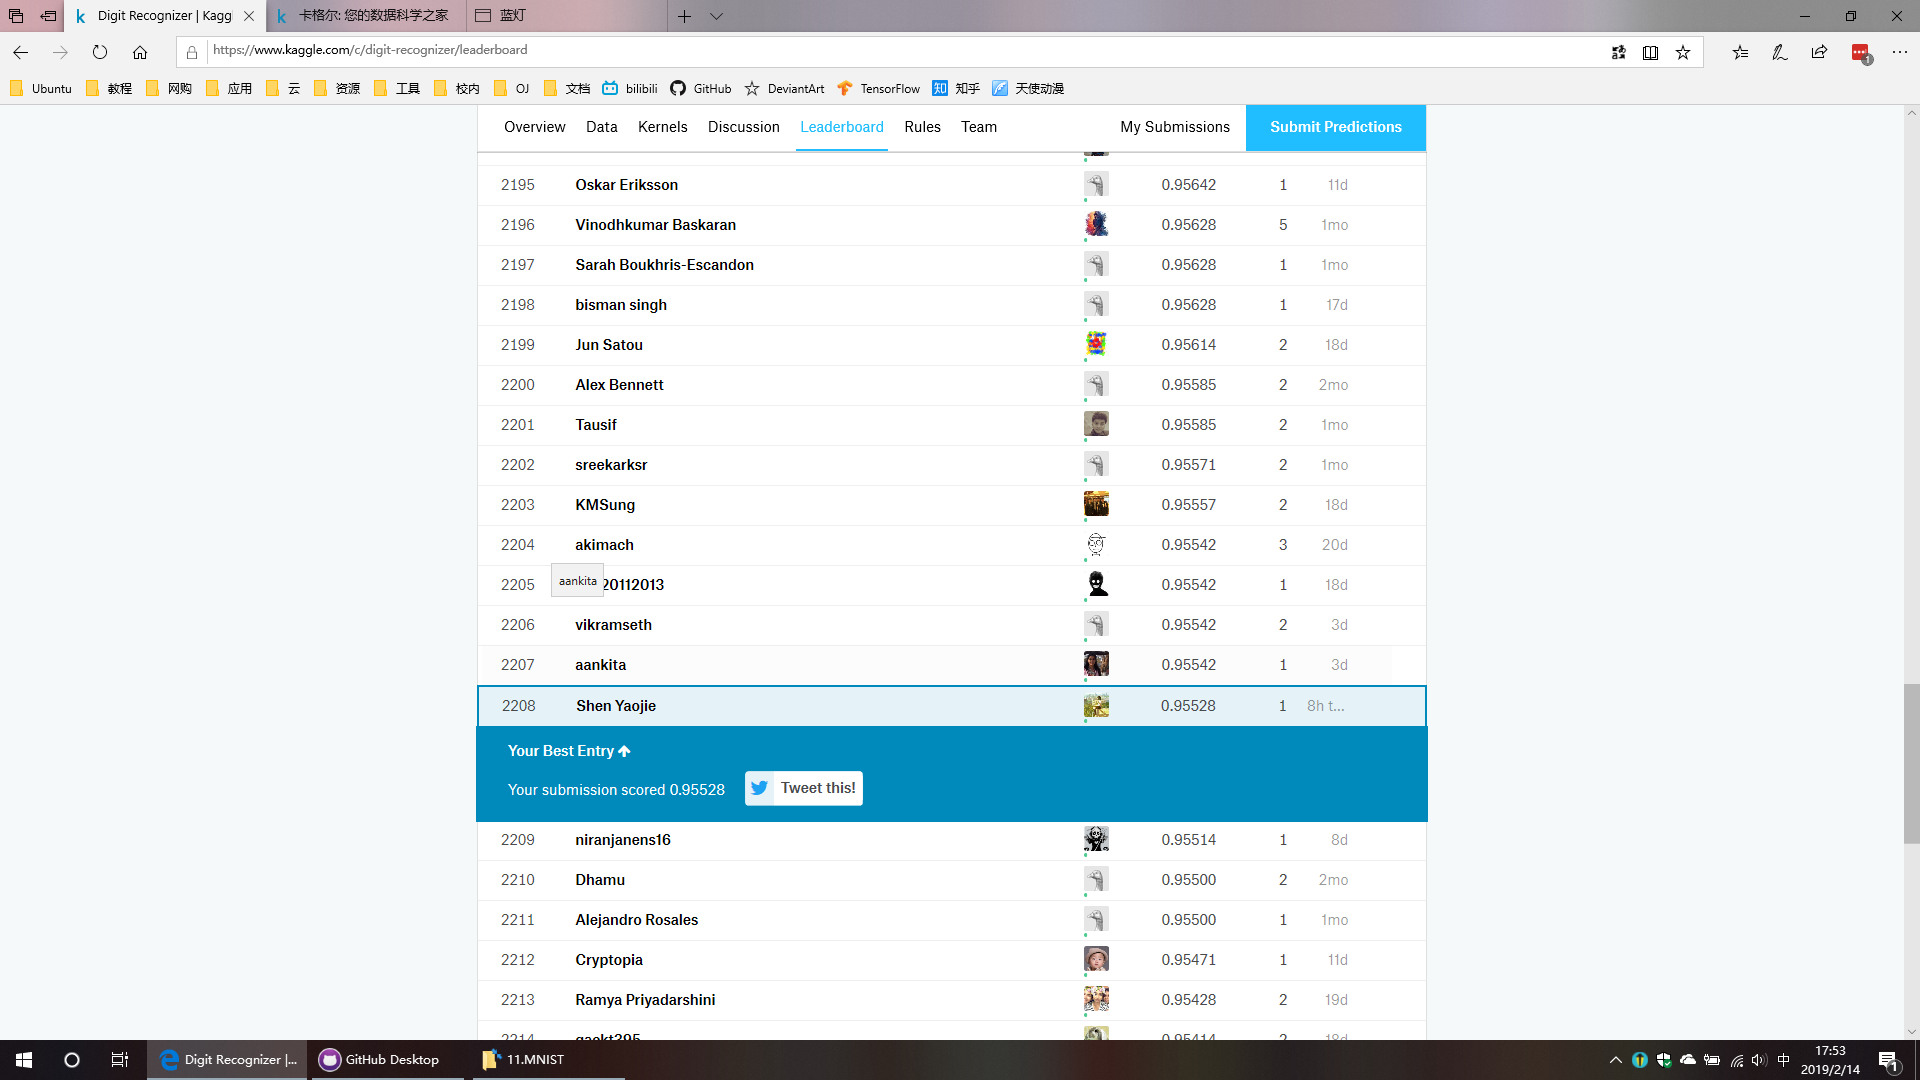 Digit Recognizer | Kaggl
卡格尔: 您的数据科学之家
蓝灯
https://www.kaggle.com/c/digit-recognizer/leaderboard
1
Ubuntu 教程 网购 应用 云 资源 工具 校内 OJ 文档 bilibili GitHub DeviantArt TensorFlow 知 知乎 天使动漫
Overview Data Kernels Discussion Leaderboard Rules Team My Submissions Submit Predictions
2195 Oskar Eriksson 0.95642 1 11d
2196 Vinodhkumar Baskaran 0.95628 5 1mo
2197 Sarah Boukhris-Escandon 0.95628 1 1mo
2198 bisman singh 0.95628 1 17d
2199 Jun Satou 0.95614 2 18d
2200 Alex Bennett 0.95585 2 2mo
2201 Tausif 0.95585 2 1mo
2202 sreekarksr 0.95571 2 1mo
2203 KMSung 0.95557 2 18d
2204 akimach 0.95542 3 20d
aankita
2205 20112013 0.95542 1 18d
2206 vikramseth 0.95542 2 3d
2207 aankita 0.95542 1 3d
2208 Shen Yaojie 0.95528 1 8h t...
Your Best Entry
Your submission scored 0.95528 Tweet this!
2209 niranjanens16 0.95514 1 8d
2210 Dhamu 0.95500 2 2mo
2211 Alejandro Rosales 0.95500 1 1mo
2212 Cryptopia 0.95471 1 11d
2213 Ramya Priyadarshini 0.95428 2 19d
2214 0.95414 2 18d
Digit Recognizer |... GitHub Desktop 11.MNIST
中
17:53
2019/2/14
1